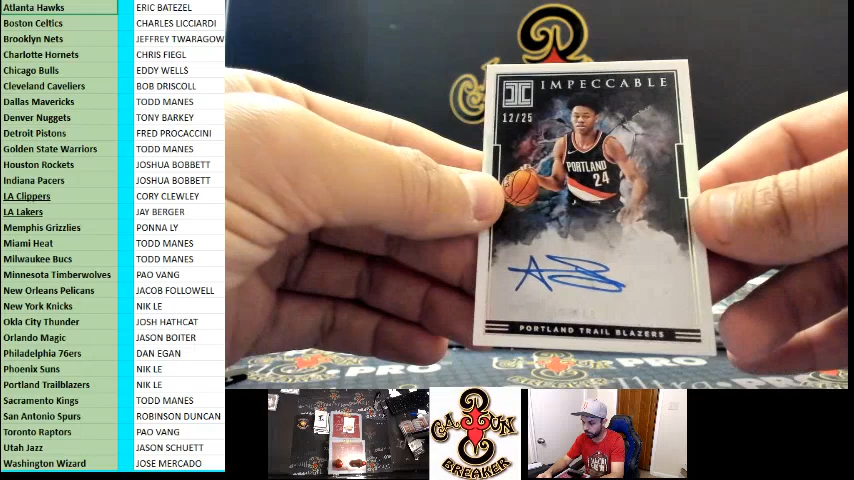 Atlanta Hawks ERIC BATEZEL
Boston Celtics CHARLES LICCIARDI
Brooklyn Nets JEFFREY TWARAGOW
Charlotte Hornets CHRIS FIEGL
Chicago Bulls EDDY WELLS
Cleveland Caveliers BOB DRISCOLL
Dallas Mavericks TODD MANES
Denver Nuggets TONY BARKEY
Detroit Pistons FRED PROCACCINI
Golden State Warriors TODD MANES
Houston Rockets JOSHUA BOBBETT
Indiana Pacers JOSHUA BOBBETT
LA Clippers CORY CLEWLEY
LA Lakers JAY BERGER
Memphis Grizzlies PONNA LY
Miami Heat TODD MANES
Milwaukee Bucs TODD MANES
Minnesota Timberwolves PAO VANG
New Orleans Pelicans JACOB FOLLOWELL
New York Knicks NIK LE
Okla City Thunder JOSH HATHCAT
Orlando Magic JASON BOITER
Philadelphia 76ers DAN EGAN
Phoenix Suns NIK LE
Portland Trailblazers NIK LE
Sacramento Kings TODD MANES
San Antonio Spurs ROBINSON DUNCAN
Toronto Raptors PAO VANG
Utah Jazz JASON SCHUETT
Washington Wizard JOSE MERCADO
IMPECCABLE
12/25
PORTLAND
24
PORTLAND TRAIL BLAZERS
PRO
CAJUN
BREAKER